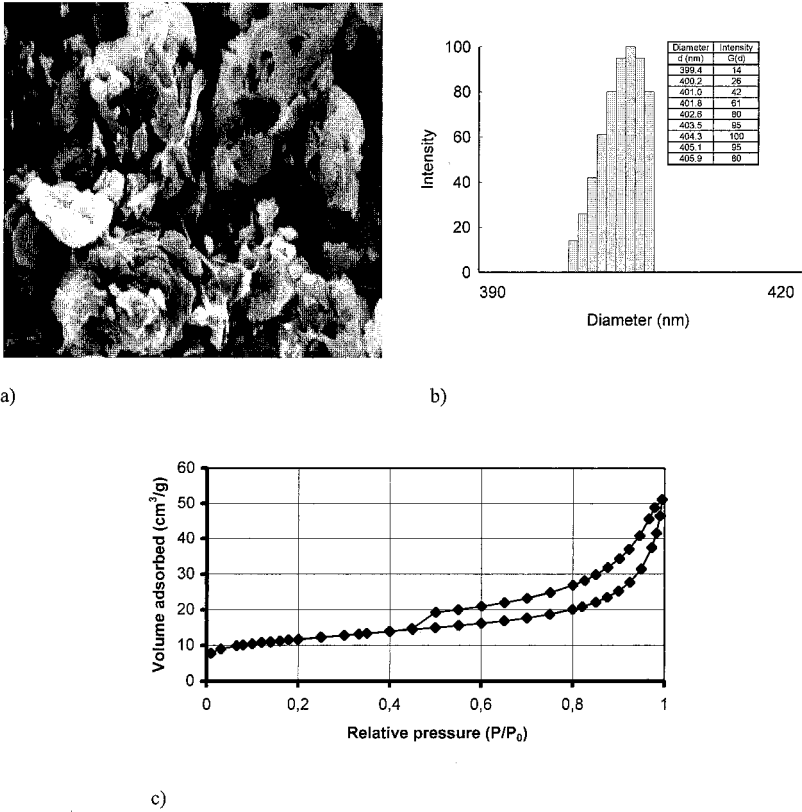 a)
100
80
60
40
20
0
Intensity
390
420
Diameter (nm)
Diameter Intensity
d (nm) G(d)
399.4 14
400.2 26
401.0 42
401.8 61
402.6 80
403.5 95
404.3 100
405.1 95
405.9 80
b)
60
50
40
30
20
10
0
Volume adsorbed (cm³/g)
0 0,2 0,4 0,6 0,8 1
Relative pressure (P/P₀)
c)